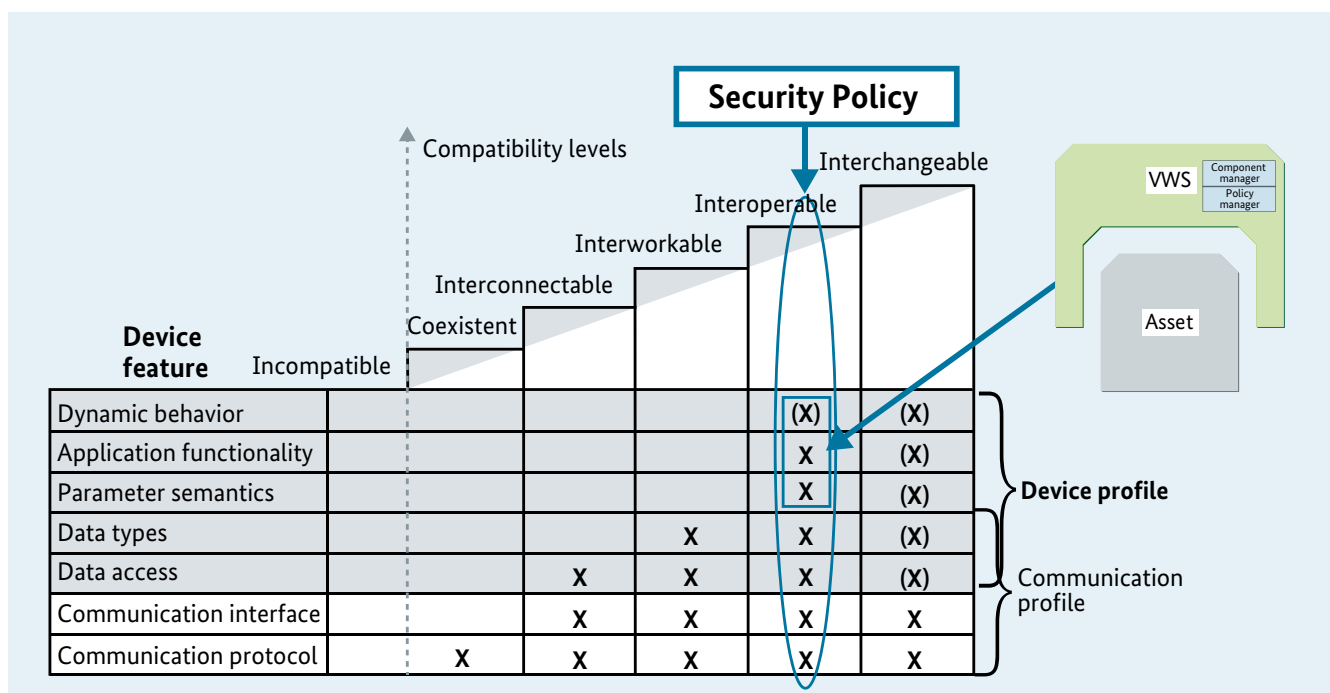 Security Policy
Compatibility levels
Interchangeable
Interoperable
Interworkable
Interconnectable
Coexistent
Incompatible
Device
feature
VWS
Component
manager
Policy
manager
Asset
Dynamic behavior (X) (X)
Application functionality X (X)
Parameter semantics X (X)
Data types X X (X)
Data access X X X (X)
Communication interface X X X X
Communication protocol X X X X X
Device profile
Communication
profile